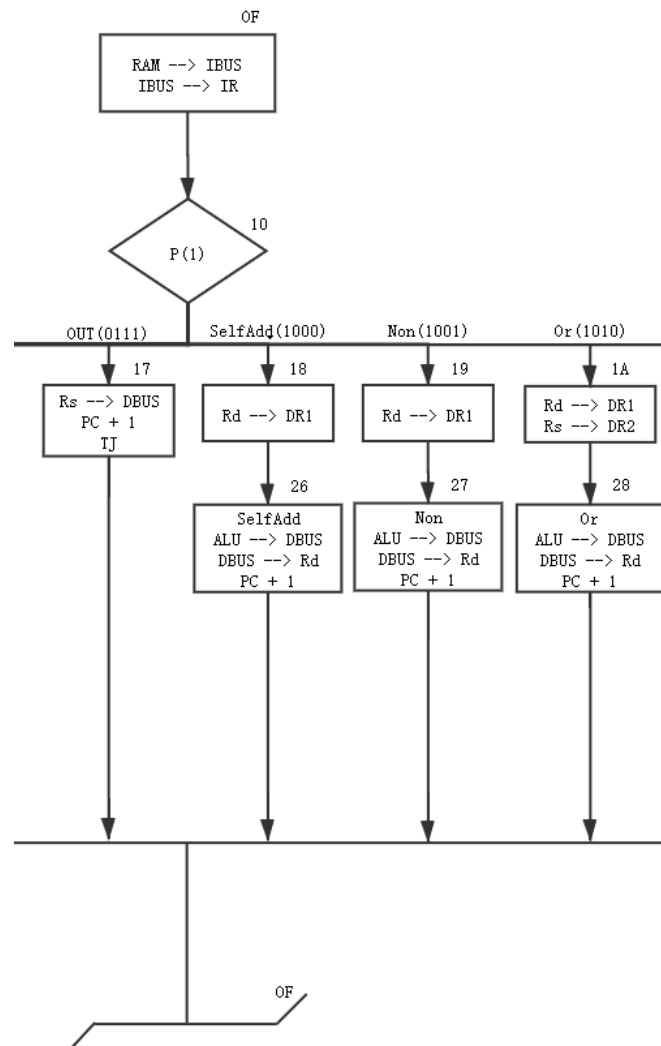 OF
RAM --> IBUS
IBUS --> IR
10
P(1)
OUT(0111)
SelfAdd(1000)
Non(1001)
Or(1010)
17
Rs --> DBUS
PC + 1
TJ
18
Rd --> DR1
19
Rd --> DR1
1A
Rd --> DR1
Rs --> DR2
26
SelfAdd
ALU --> DBUS
DBUS --> Rd
PC + 1
27
Non
ALU --> DBUS
DBUS --> Rd
PC + 1
28
Or
ALU --> DBUS
DBUS --> Rd
PC + 1
OF